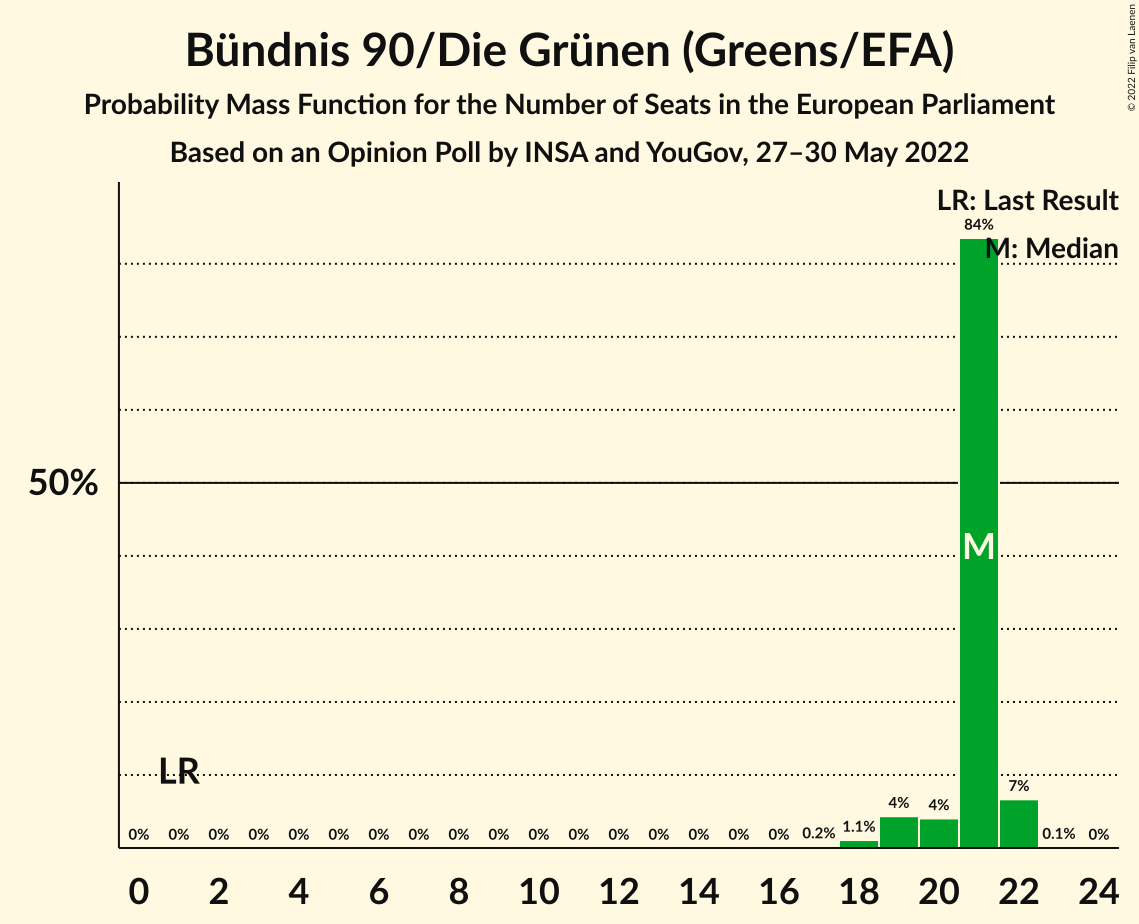 Bündnis 90/Die Grünen (Greens/EFA)
Probability Mass Function for the Number of Seats in the European Parliament
Based on an Opinion Poll by INSA and YouGov, 27–30 May 2022
© 2022 Filip van Laenen
LR: Last Result
84%
M: Median
50%
M
LR
0% 0% 0% 0% 0% 0% 0% 0% 0% 0% 0% 0% 0% 0% 0% 0% 0% 0.2% 1.1% 4% 4% 7% 0.1% 0%
0 2 4 6 8 10 12 14 16 18 20 22 24